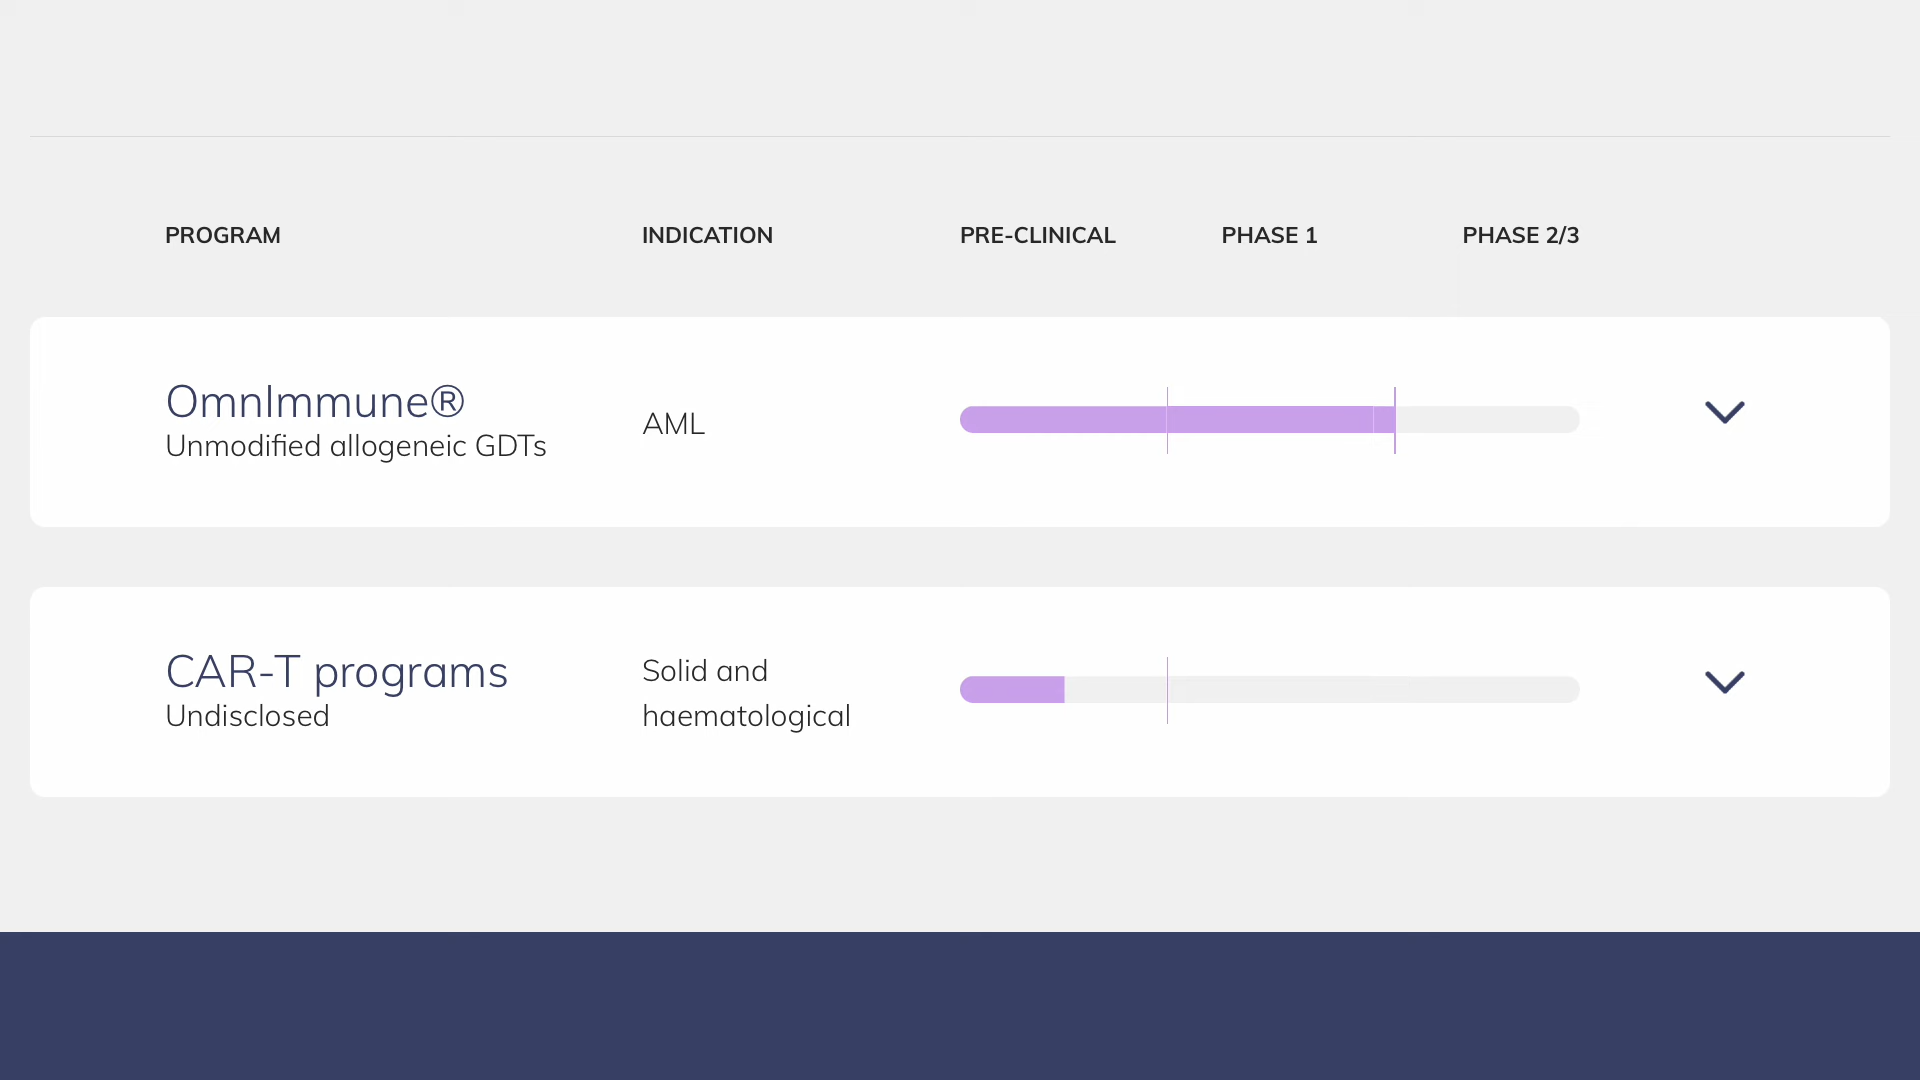 PROGRAM INDICATION PRE-CLINICAL PHASE 1 PHASE 2/3
OmnImmune®
Unmodified allogeneic GDTs
AML
CAR-T programs
Undisclosed
Solid and
haematological